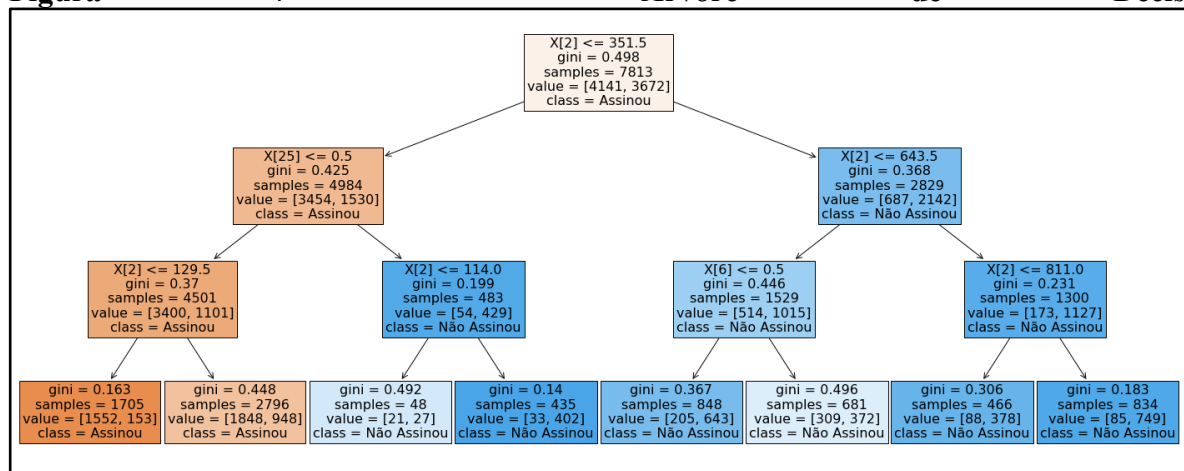 Figura Árvore de Decis
X[2] <= 351.5
gini = 0.498
samples = 7813
value = [4141, 3672]
class = Assinou
X[25] <= 0.5
gini = 0.425
samples = 4984
value = [3454, 1530]
class = Assinou
X[2] <= 643.5
gini = 0.368
samples = 2829
value = [687, 2142]
class = Não Assinou
X[2] <= 129.5
gini = 0.37
samples = 4501
value = [3400, 1101]
class = Assinou
X[2] <= 114.0
gini = 0.199
samples = 483
value = [54, 429]
class = Não Assinou
X[6] <= 0.5
gini = 0.446
samples = 1529
value = [514, 1015]
class = Não Assinou
X[2] <= 811.0
gini = 0.231
samples = 1300
value = [173, 1127]
class = Não Assinou
gini = 0.163
samples = 1705
value = [1552, 153]
class = Assinou
gini = 0.448
samples = 2796
value = [1848, 948]
class = Assinou
gini = 0.492
samples = 48
value = [21, 27]
class = Não Assinou
gini = 0.14
samples = 435
value = [33, 402]
class = Não Assinou
gini = 0.367
samples = 848
value = [205, 643]
class = Não Assinou
gini = 0.496
samples = 681
value = [309, 372]
class = Não Assinou
gini = 0.306
samples = 466
value = [88, 378]
class = Não Assinou
gini = 0.183
samples = 834
value = [85, 749]
class = Não Assinou